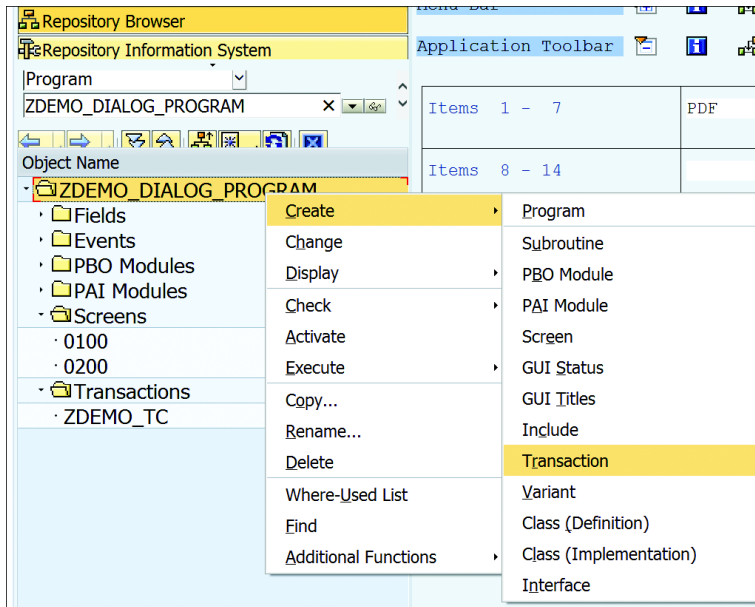 Repository Browser
Repository Information System
Program
ZDEMO_DIALOG_PROGRAM
Object Name
ZDEMO_DIALOG_PROGRAM
Fields
Events
PBO Modules
PAI Modules
Screens
0100
0200
Transactions
ZDEMO_TC
Menu Bar
Application Toolbar
Items 1 - 7 PDF
Items 8 - 14
Create
Change
Display
Check
Activate
Execute
Copy...
Rename...
Delete
Where-Used List
Find
Additional Functions
Program
Subroutine
PBO Module
PAI Module
Screen
GUI Status
GUI Titles
Include
Transaction
Variant
Class (Definition)
Class (Implementation)
Interface